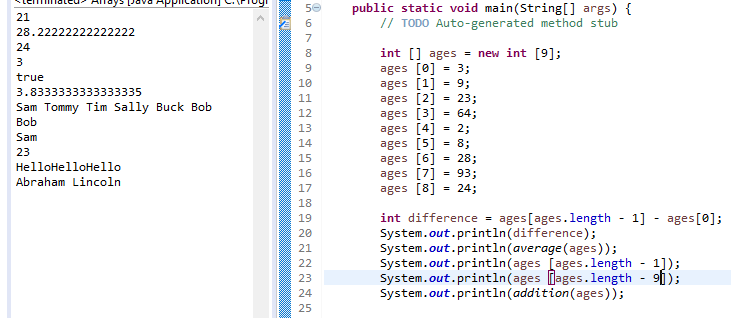 <terminated> Arrays [Java Application] C:\Progr
21
28.22222222222222
24
3
true
3.8333333333333335
Sam Tommy Tim Sally Buck Bob
Bob
Sam
23
HelloHelloHello
Abraham Lincoln
5 public static void main(String[] args) {
6 // TODO Auto-generated method stub
7
8 int [] ages = new int [9];
9 ages [0] = 3;
10 ages [1] = 9;
11 ages [2] = 23;
12 ages [3] = 64;
13 ages [4] = 2;
14 ages [5] = 8;
15 ages [6] = 28;
16 ages [7] = 93;
17 ages [8] = 24;
18
19 int difference = ages[ages.length - 1] - ages[0];
20 System.out.println(difference);
21 System.out.println(average(ages));
22 System.out.println(ages [ages.length - 1]);
23 System.out.println(ages [ages.length - 9]);
24 System.out.println(addition(ages));
25